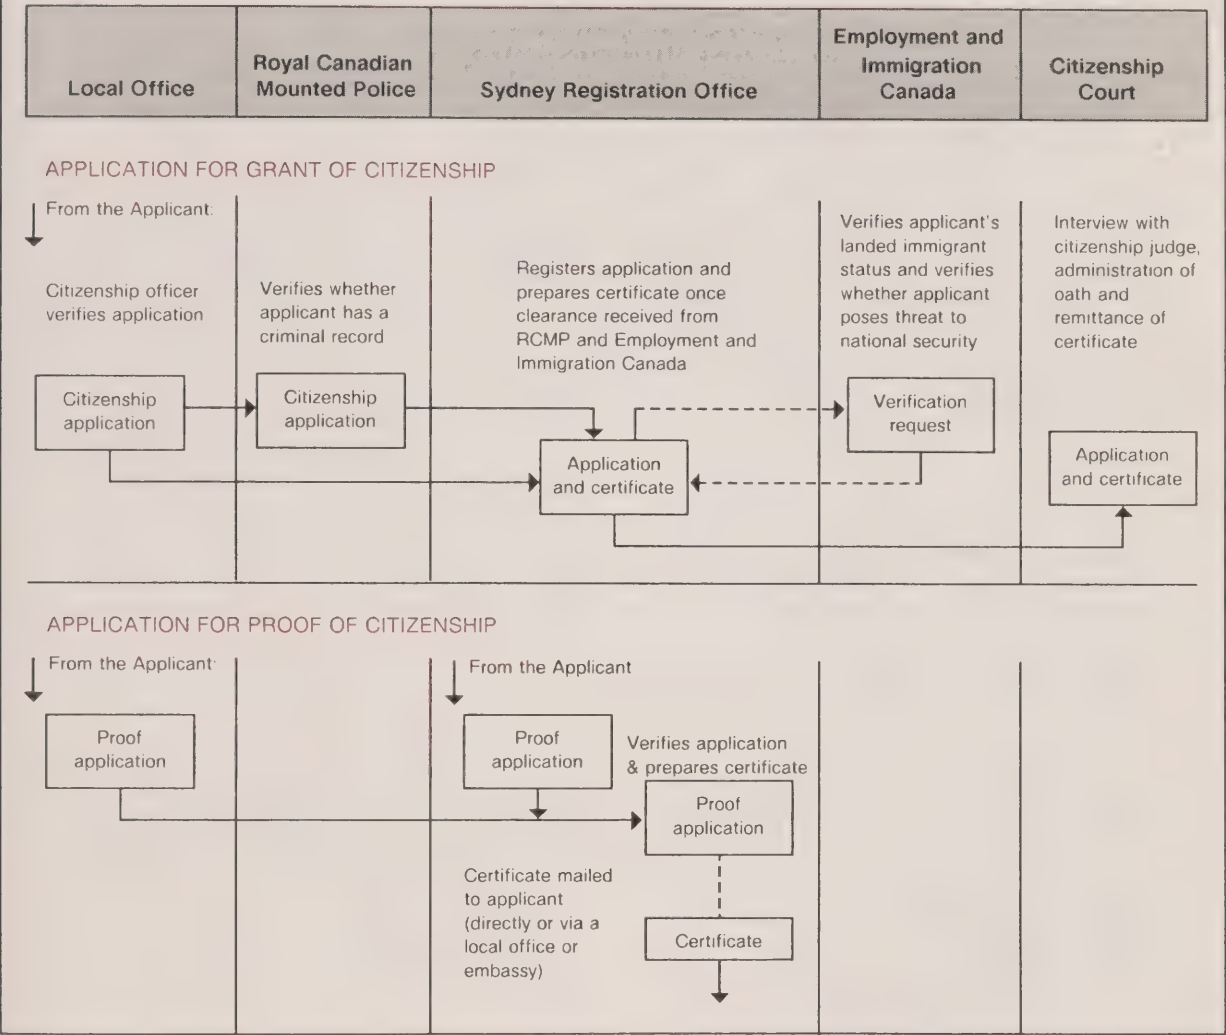 Local Office
Royal Canadian
Mounted Police
Sydney Registration Office
Employment and
Immigration
Canada
Citizenship
Court
APPLICATION FOR GRANT OF CITIZENSHIP
From the Applicant:
Citizenship officer
verifies application
Verifies whether
applicant has a
criminal record
Registers application and
prepares certificate once
clearance received from
RCMP and Employment and
Immigration Canada
Verifies applicant's
landed immigrant
status and verifies
whether applicant
poses threat to
national security
Interview with
citizenship judge,
administration of
oath and
remittance of
certificate
Citizenship
application
Citizenship
application
Application
and certificate
Verification
request
Application
and certificate
APPLICATION FOR PROOF OF CITIZENSHIP
From the Applicant:
From the Applicant
Proof
application
Proof
application
Verifies application
& prepares certificate
Proof
application
Certificate mailed
to applicant
(directly or via a
local office or
embassy)
Certificate